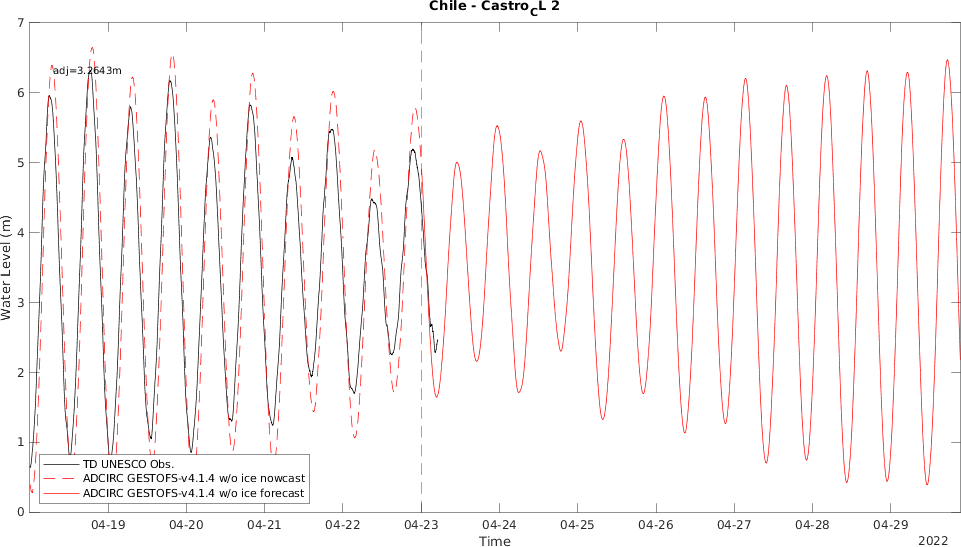 Chile - Castro_CL 2
7
6
5
4
3
2
1
0
Water Level (m)
adj=3.2643m
TD UNESCO Obs.
ADCIRC GESTOFS-v4.1.4 w/o ice nowcast
ADCIRC GESTOFS-v4.1.4 w/o ice forecast
04-19 04-20 04-21 04-22 04-23 04-24 04-25 04-26 04-27 04-28 04-29
Time
2022